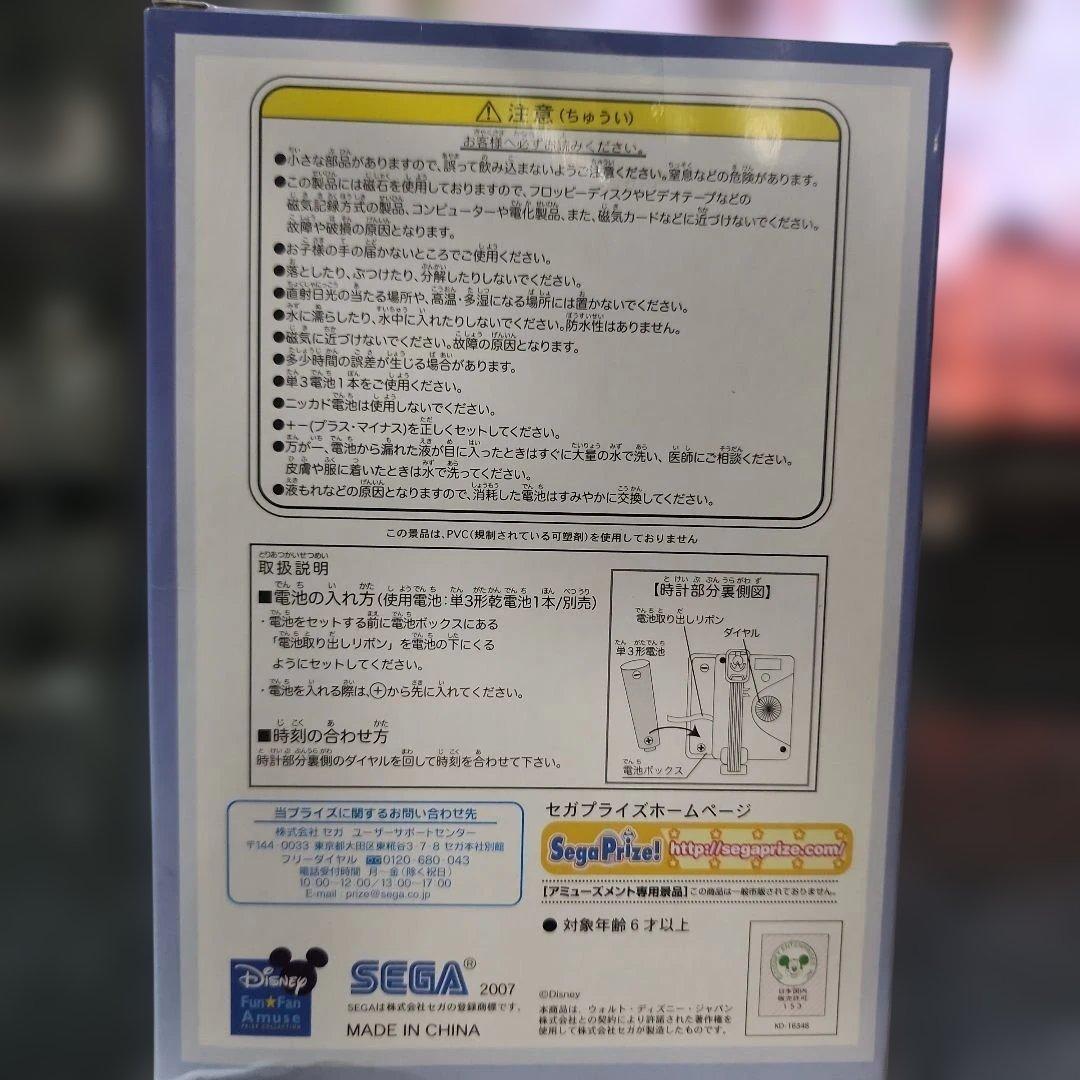 ⚠注意(ちゅうい)
お客様へ必ずお読みください。
●小さな部品がありますので、誤って飲み込まないようご注意ください。窒息などの危険があります。
●この製品には磁石を使用しておりますので、フロッピーディスクやビデオテープなどの
磁気記録方式の製品、コンピューターや電化製品、また、磁気カードなどに近づけないでください。
故障や破損の原因となります。
●お子様の手の届かないところでご使用ください。
●落としたり、ぶつけたり、分解したりしないでください。
●直射日光の当たる場所や、高温・多湿になる場所には置かないでください。
●水に濡らしたり、水中に入れたりしないでください。防水性はありません。
●磁気に近づけないでください。故障の原因となります。
●多少時間の誤差が生じる場合があります。
●単3電池1本をご使用ください。
●ニッカド電池は使用しないでください。
●+−(プラス・マイナス)を正しくセットしてください。
●万が一、電池から漏れた液が目に入ったときはすぐに大量の水で洗い、医師にご相談ください。
皮膚や服に着いたときは水で洗ってください。
●液もれなどの原因となりますので、消耗した電池はすみやかに交換してください。
この景品は、PVC(規制されている可塑剤)を使用しておりません
とりあつかいせつめい
取扱説明
■電池の入れ方(使用電池:単3形乾電池1本/別売)
・電池をセットする前に電池ボックスにある
「電池取り出しリボン」を電池の下にくる
ようにセットしてください。
・電池を入れる際は、⊕から先に入れてください。
■時刻の合わせ方
時計部分裏側のダイヤルを回して時刻を合わせて下さい。
【時計部分裏側図】
電池取り出しリボン
ダイヤル
単3形電池
電池ボックス
当プライズに関するお問い合わせ先
株式会社 セガ ユーザーサポートセンター
〒144-0033 東京都大田区東糀谷3-7-8 セガ本社別館
フリーダイヤル 0120-680-043
電話受付時間 月〜金(除く祝日)
10:00〜12:00/13:00〜17:00
E-mail : prize@sega.co.jp
セガプライズホームページ
SegaPrize! http://segaprize.com/
【アミューズメント専用景品】この商品は一般市販されておりません。
●対象年齢6才以上
Disney
Fun★Fan
Amuse
PRIZE COLLECTION
SEGA® 2007
SEGAは株式会社セガの登録商標です。
MADE IN CHINA
©Disney
本商品は、ウォルト・ディズニー・ジャパン
株式会社との契約により許諾された著作権を
使用して株式会社セガが製造したものです。
日本国内
販売許可
153
KD-16348